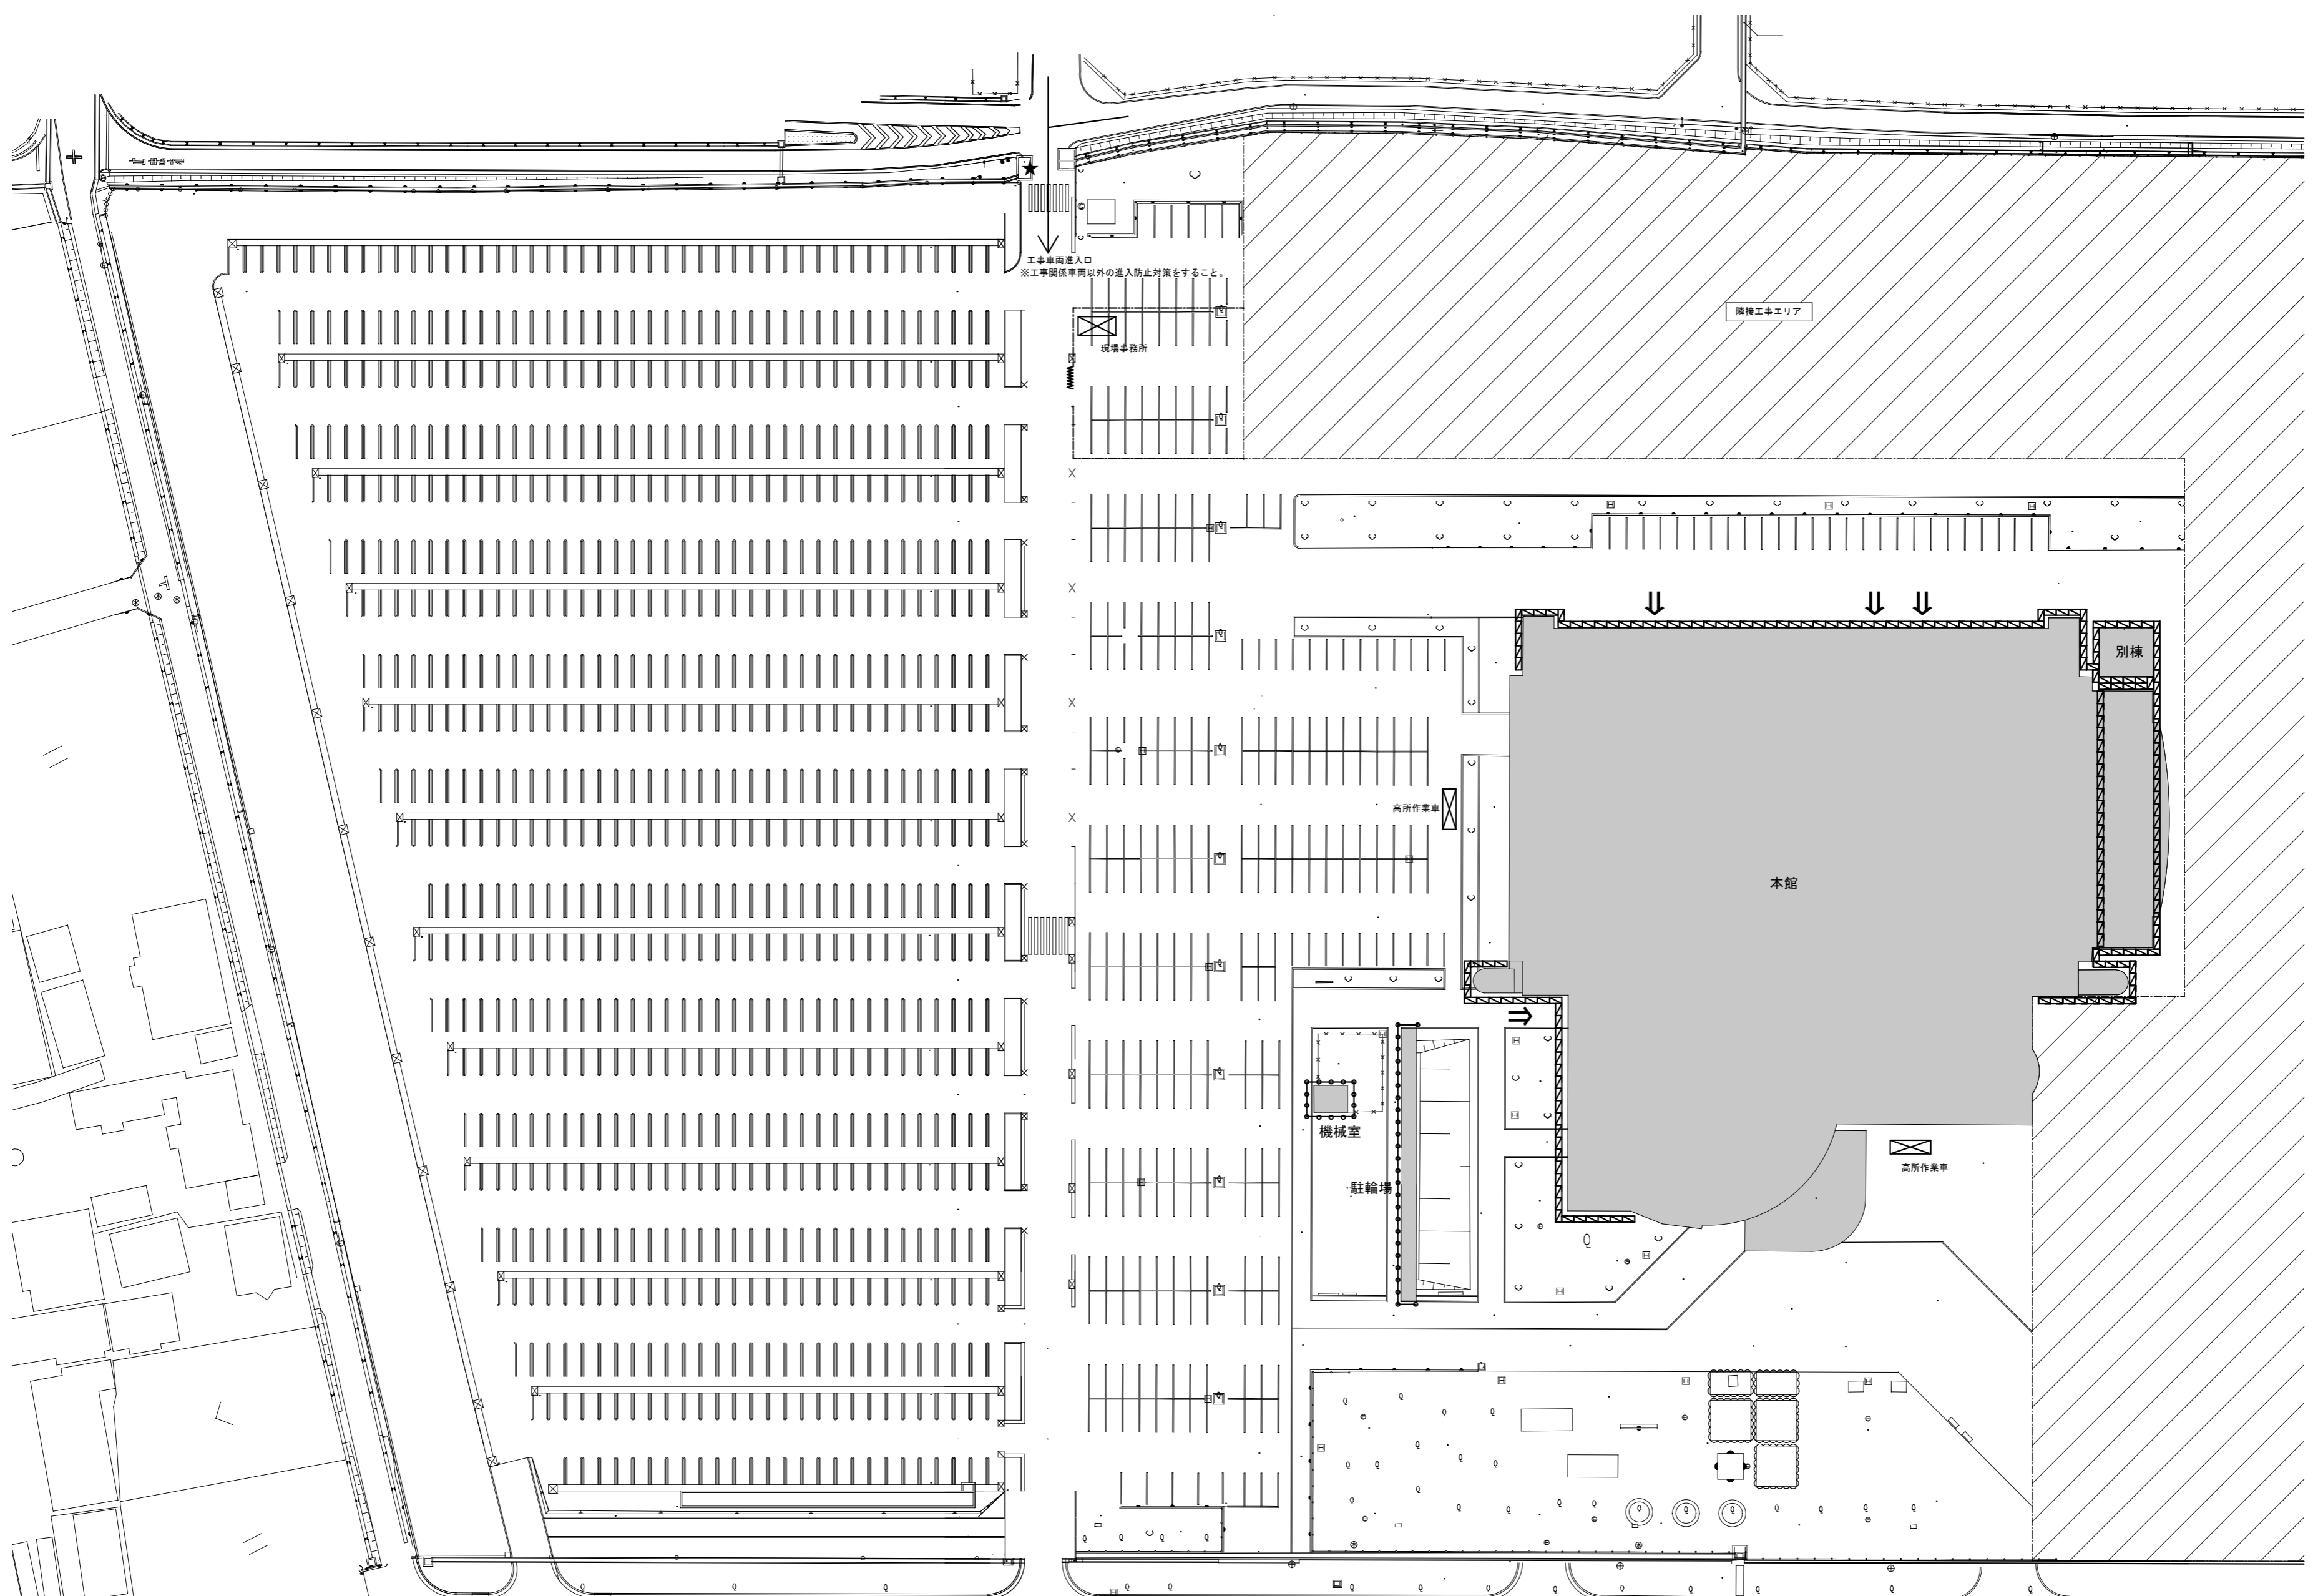 工事車両進入口
※工事関係車両以外の進入防止対策をすること。
隣接工事エリア
現場事務所
別棟
高所作業車
本館
機械室
高所作業車
駐輪場